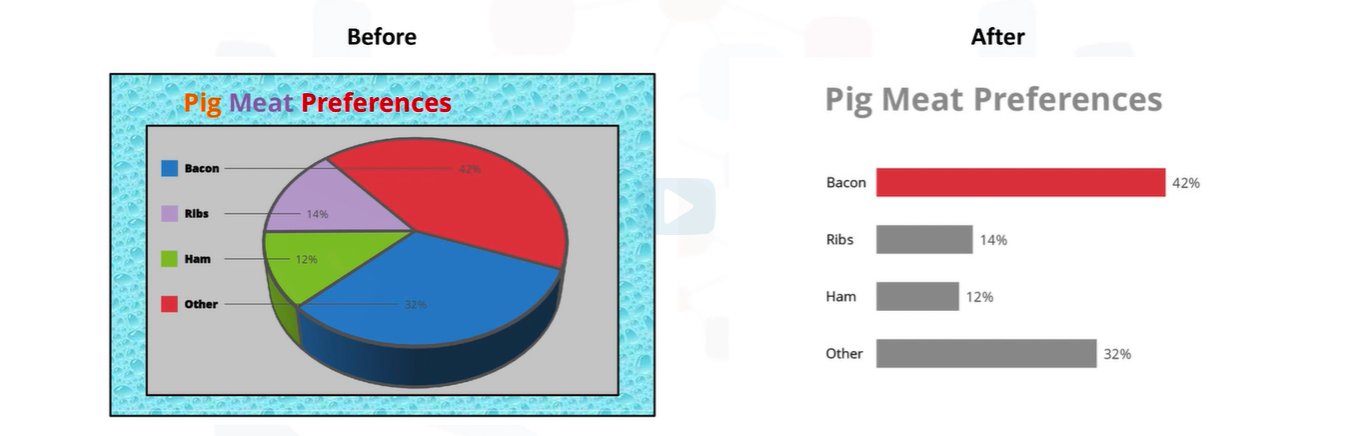 Before
Pig Meat Preferences
Bacon 42%
Ribs 14%
Ham 12%
Other 32%
After
Pig Meat Preferences
Bacon 42%
Ribs 14%
Ham 12%
Other 32%